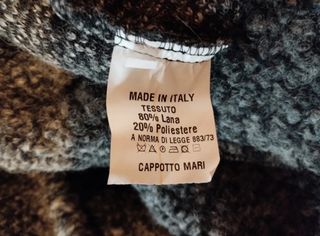 MADE IN ITALY
TESSUTO
80% Lana
20% Poliestere
A NORMA DI LEGGE 883/73
CAPPOTTO MARI